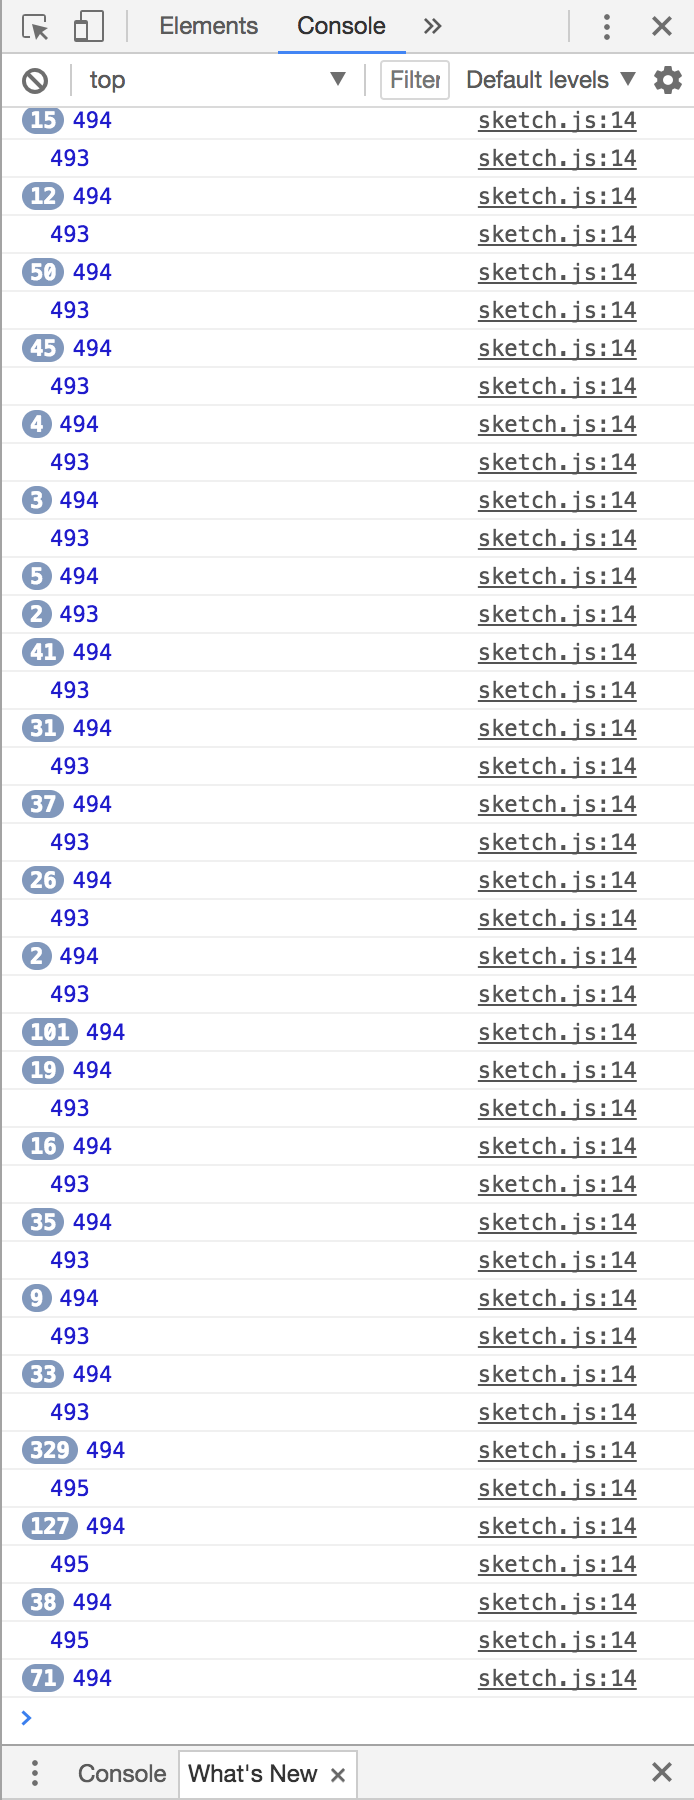 Elements Console
top Filter Default levels
15 494 sketch.js:14
493 sketch.js:14
12 494 sketch.js:14
493 sketch.js:14
50 494 sketch.js:14
493 sketch.js:14
45 494 sketch.js:14
493 sketch.js:14
4 494 sketch.js:14
493 sketch.js:14
3 494 sketch.js:14
493 sketch.js:14
5 494 sketch.js:14
2 493 sketch.js:14
41 494 sketch.js:14
493 sketch.js:14
31 494 sketch.js:14
493 sketch.js:14
37 494 sketch.js:14
493 sketch.js:14
26 494 sketch.js:14
493 sketch.js:14
2 494 sketch.js:14
493 sketch.js:14
101 494 sketch.js:14
19 494 sketch.js:14
493 sketch.js:14
16 494 sketch.js:14
493 sketch.js:14
35 494 sketch.js:14
493 sketch.js:14
9 494 sketch.js:14
493 sketch.js:14
33 494 sketch.js:14
493 sketch.js:14
329 494 sketch.js:14
495 sketch.js:14
127 494 sketch.js:14
495 sketch.js:14
38 494 sketch.js:14
495 sketch.js:14
71 494 sketch.js:14
Console What's New